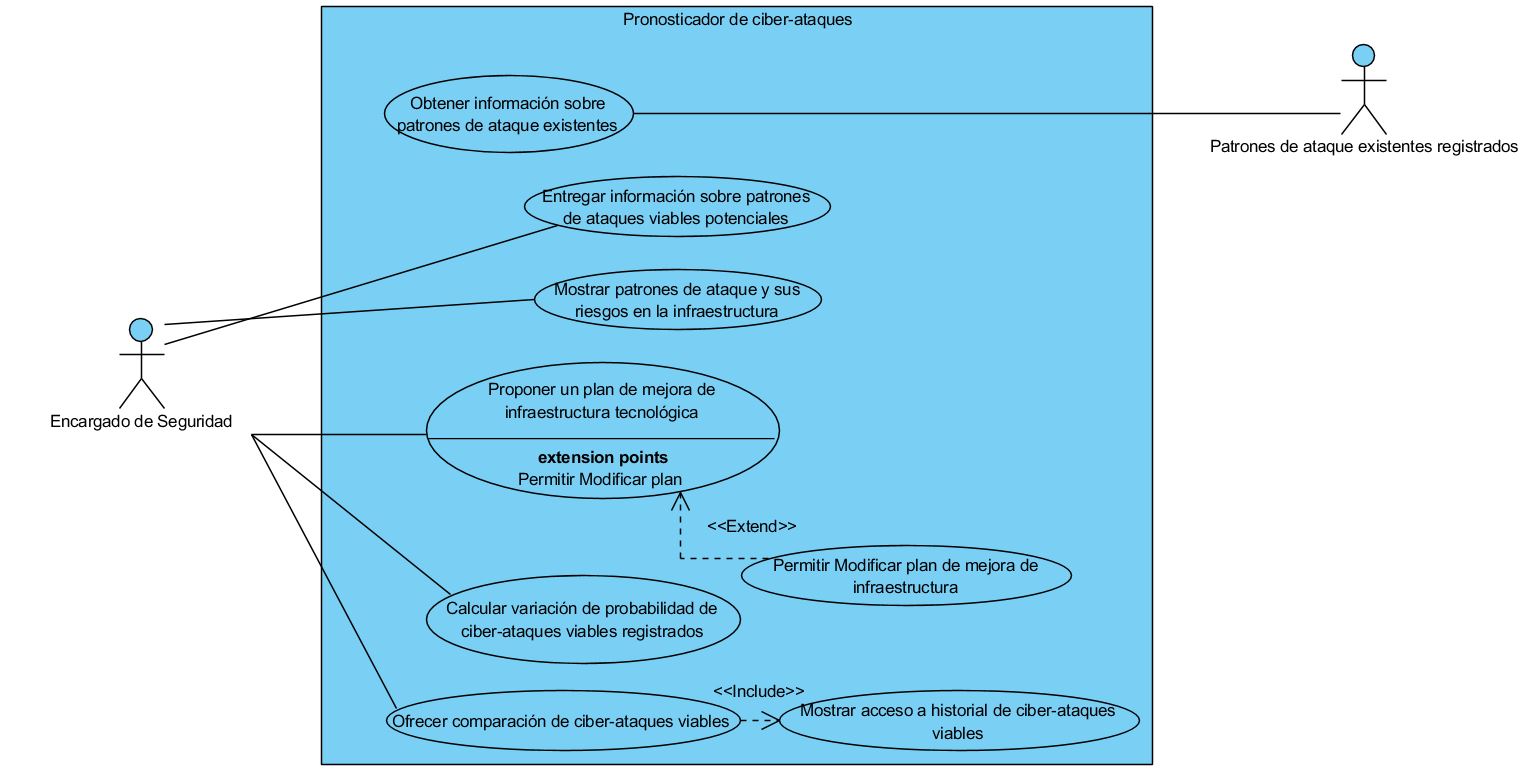 Pronosticador de ciber-ataques
Obtener información sobre
patrones de ataque existentes
Patrones de ataque existentes registrados
Entregar información sobre patrones
de ataques viables potenciales
Mostrar patrones de ataque y sus
riesgos en la infraestructura
Encargado de Seguridad
Proponer un plan de mejora de
infraestructura tecnológica
extension points
Permitir Modificar plan
<<Extend>>
Permitir Modificar plan de mejora de
infraestructura
Calcular variación de probabilidad de
ciber-ataques viables registrados
<<Include>>
Ofrecer comparación de ciber-ataques viables
Mostrar acceso a historial de ciber-ataques
viables